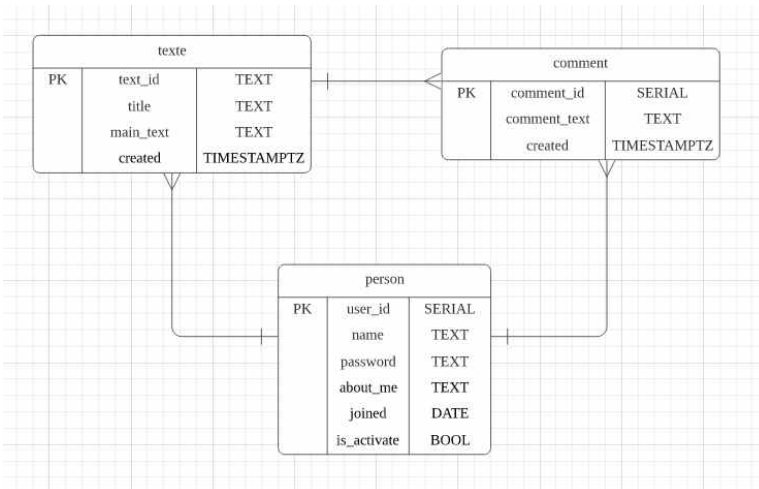 texte
PK text_id TEXT
title TEXT
main_text TEXT
created TIMESTAMPTZ
comment
PK comment_id SERIAL
comment_text TEXT
created TIMESTAMPTZ
person
PK user_id SERIAL
name TEXT
password TEXT
about_me TEXT
joined DATE
is_activate BOOL